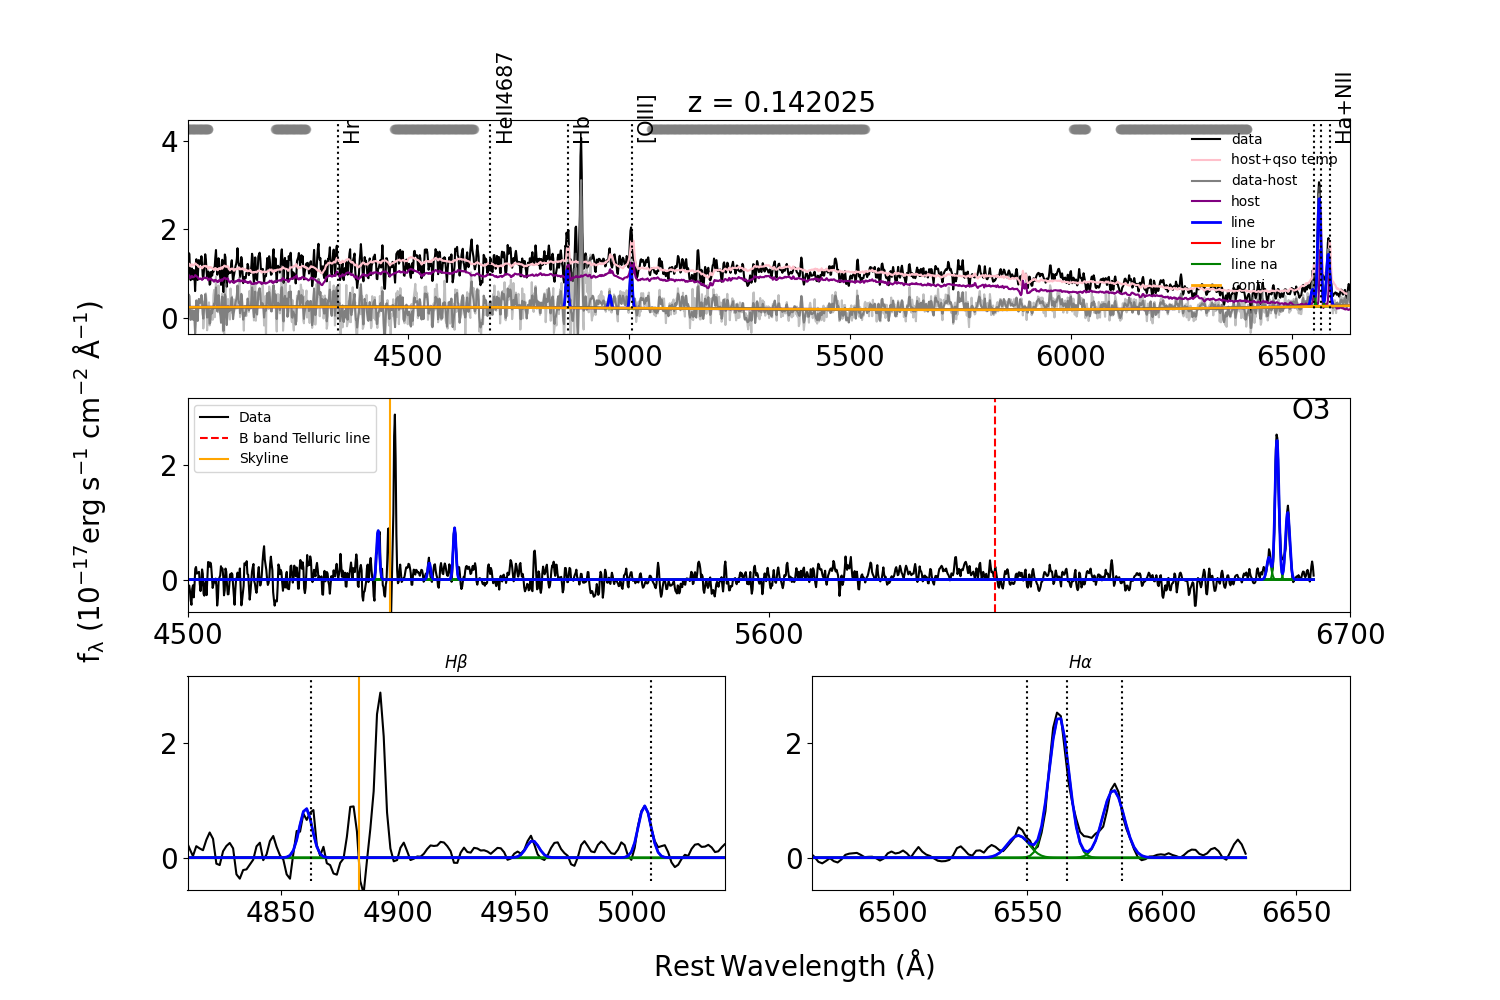 z = 0.142025
Hr
HeII4687
Hb
[OIII]
Ha+NII
data
host+qso temp
data-host
host
line
line br
line na
conti
4
2
0
4500
5000
5500
6000
6500
fλ (10⁻¹⁷erg s⁻¹ cm⁻² Å⁻¹)
Data
B band Telluric line
Skyline
O3
2
0
4500
5600
6700
Hβ
2
0
4850
4900
4950
5000
Hα
2
0
6500
6550
6600
6650
Rest Wavelength (Å)